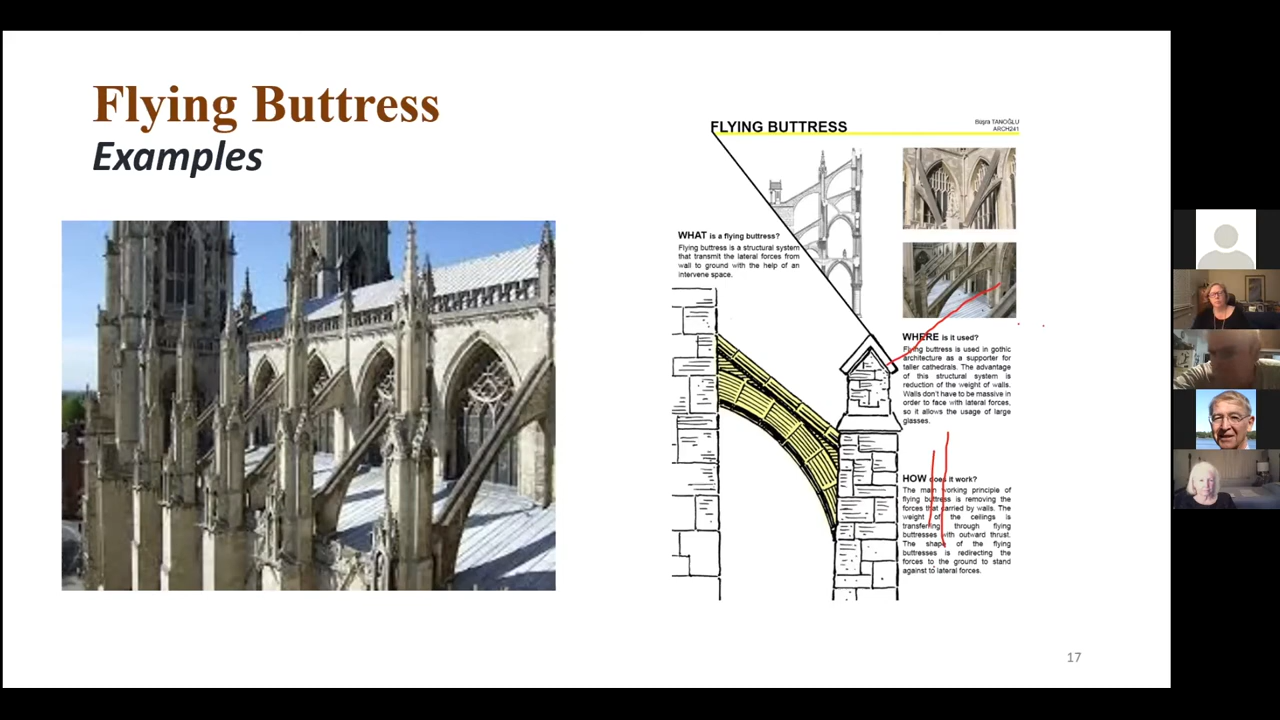 Flying Buttress
Examples
FLYING BUTTRESS
Büşra TANOĞLU
ARCH241
WHAT is a flying buttress?
Flying buttress is a structural system
that transmit the lateral forces from
wall to ground with the help of an
intervene space.
WHERE is it used?
Flying buttress is used in gothic
architecture as a supporter for
taller cathedrals. The advantage
of this structural system is
reduction of the weight of walls.
Walls don't have to be massive in
order to face with lateral forces,
so it allows the usage of large
glasses.
HOW does it work?
The main working principle of
flying buttress is removing the
forces that carried by walls. The
weight of the ceilings is
transferring through flying
buttresses with outward thrust.
The shape of the flying
buttresses is redirecting the
forces to the ground to stand
against to lateral forces.
17